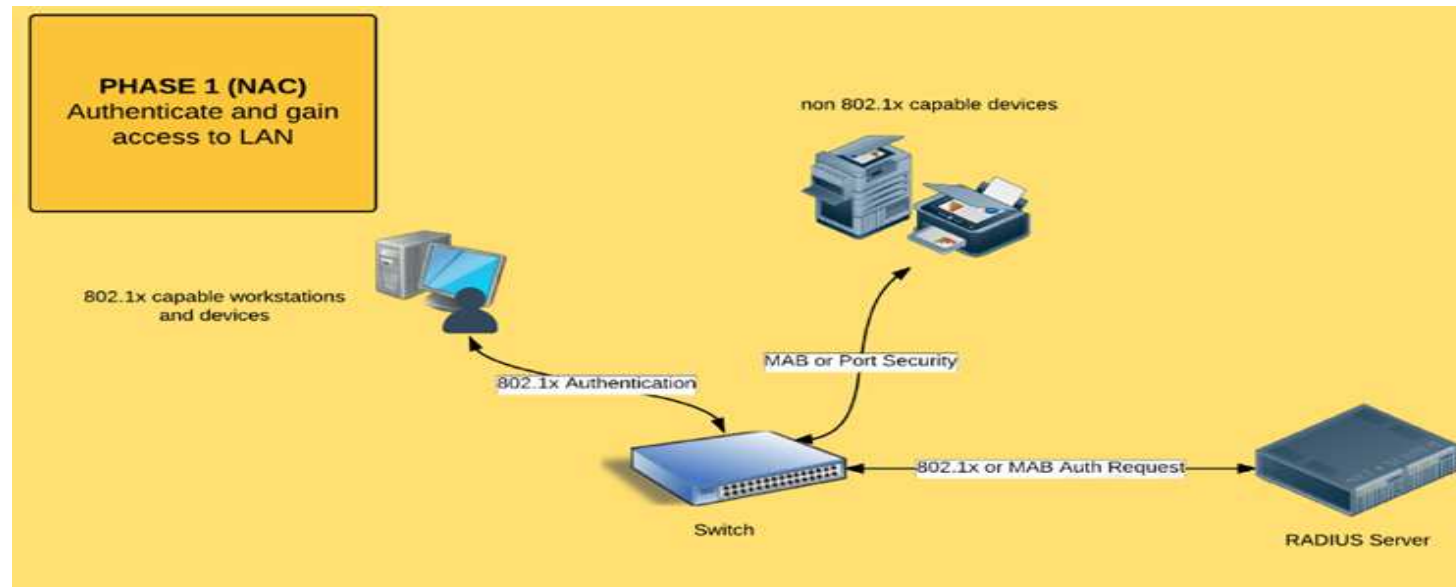 PHASE 1 (NAC)
Authenticate and gain
access to LAN
non 802.1x capable devices
802.1x capable workstations
and devices
MAB or Port Security
802.1x Authentication
802.1x or MAB Auth Request
Switch
RADIUS Server